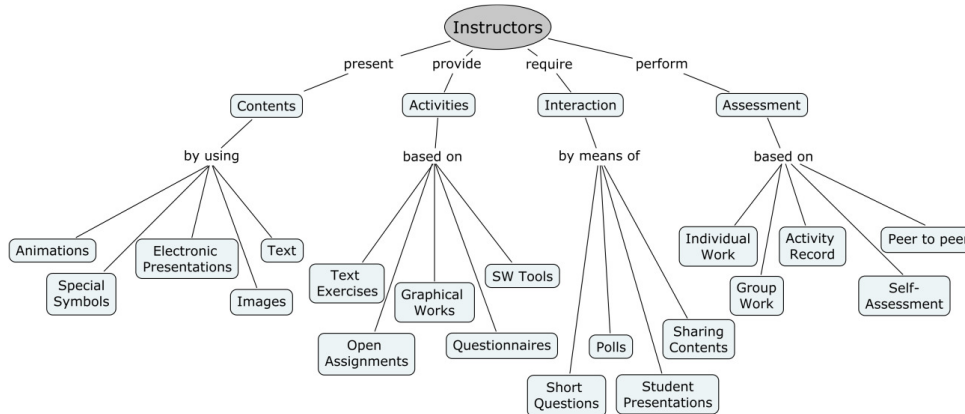 Instructors
present
provide
require
perform
Contents
Activities
Interaction
Assessment
by using
based on
by means of
based on
Animations
Special
Symbols
Electronic
Presentations
Images
Text
Text
Exercises
Open
Assignments
Graphical
Works
Questionnaires
SW Tools
Short
Questions
Polls
Student
Presentations
Sharing
Contents
Individual
Work
Group
Work
Activity
Record
Self-
Assessment
Peer to peer